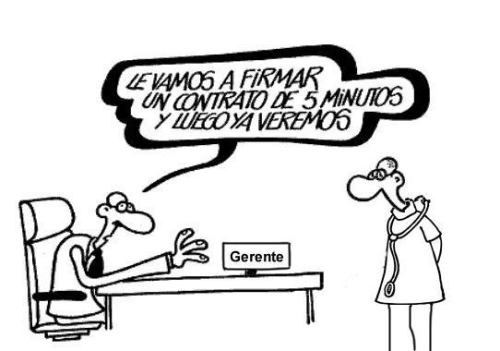 LE VAMOS A FiRMAR
UN CONTRATO DE 5 MiNUTOS
Y LUEGO YA VEREMOS
Gerente